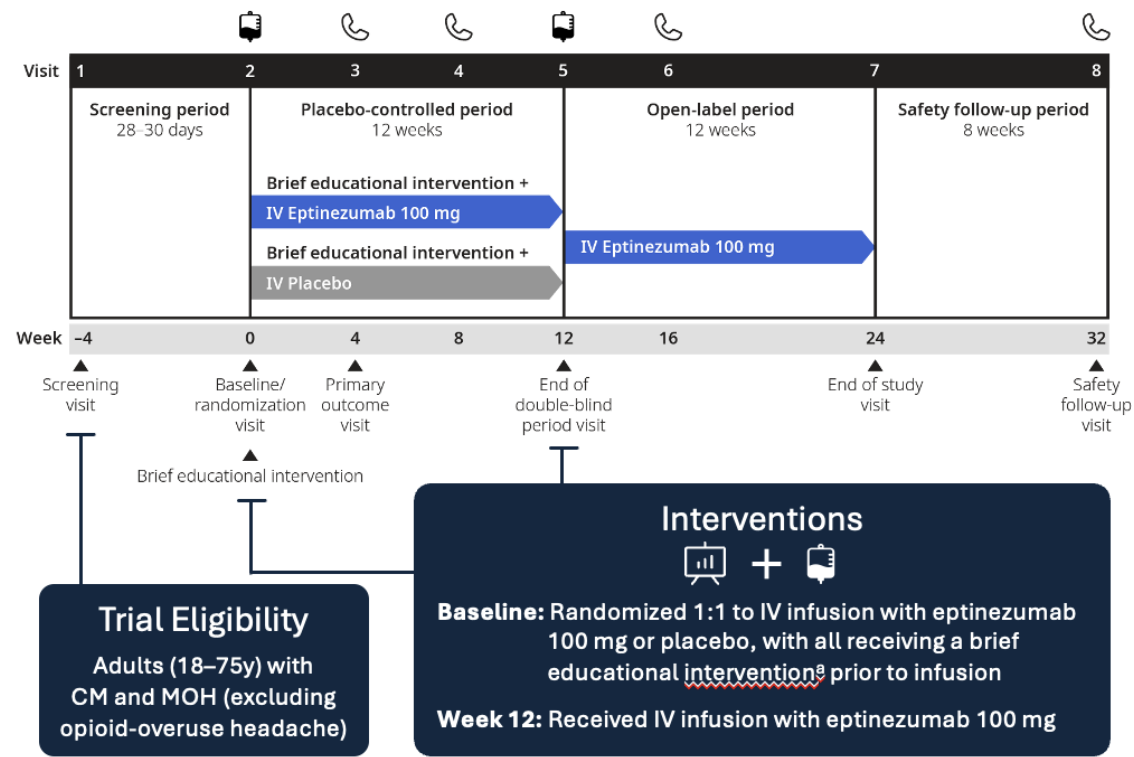 Visit 1 2 3 4 5 6 7 8
Screening period
28–30 days
Placebo-controlled period
12 weeks
Open-label period
12 weeks
Safety follow-up period
8 weeks
Brief educational intervention +
IV Eptinezumab 100 mg
Brief educational intervention +
IV Placebo
IV Eptinezumab 100 mg
Week –4 0 4 8 12 16 24 32
Screening
visit
Baseline/
randomization
visit
Primary
outcome
visit
End of
double-blind
period visit
End of study
visit
Safety
follow-up
visit
Brief educational intervention
Trial Eligibility
Adults (18–75y) with
CM and MOH (excluding
opioid-overuse headache)
Interventions
Baseline: Randomized 1:1 to IV infusion with eptinezumab
100 mg or placebo, with all receiving a brief
educational interventionª prior to infusion
Week 12: Received IV infusion with eptinezumab 100 mg